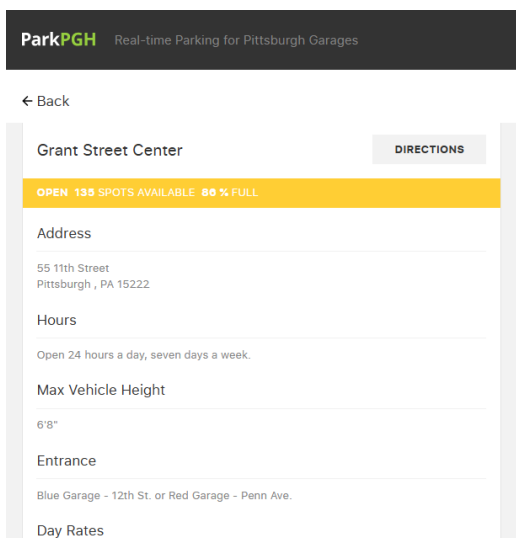 ParkPGH Real-time Parking for Pittsburgh Garages
← Back
Grant Street Center DIRECTIONS
OPEN 135 SPOTS AVAILABLE 86 % FULL
Address
55 11th Street
Pittsburgh , PA 15222
Hours
Open 24 hours a day, seven days a week.
Max Vehicle Height
6'8"
Entrance
Blue Garage - 12th St. or Red Garage - Penn Ave.
Day Rates